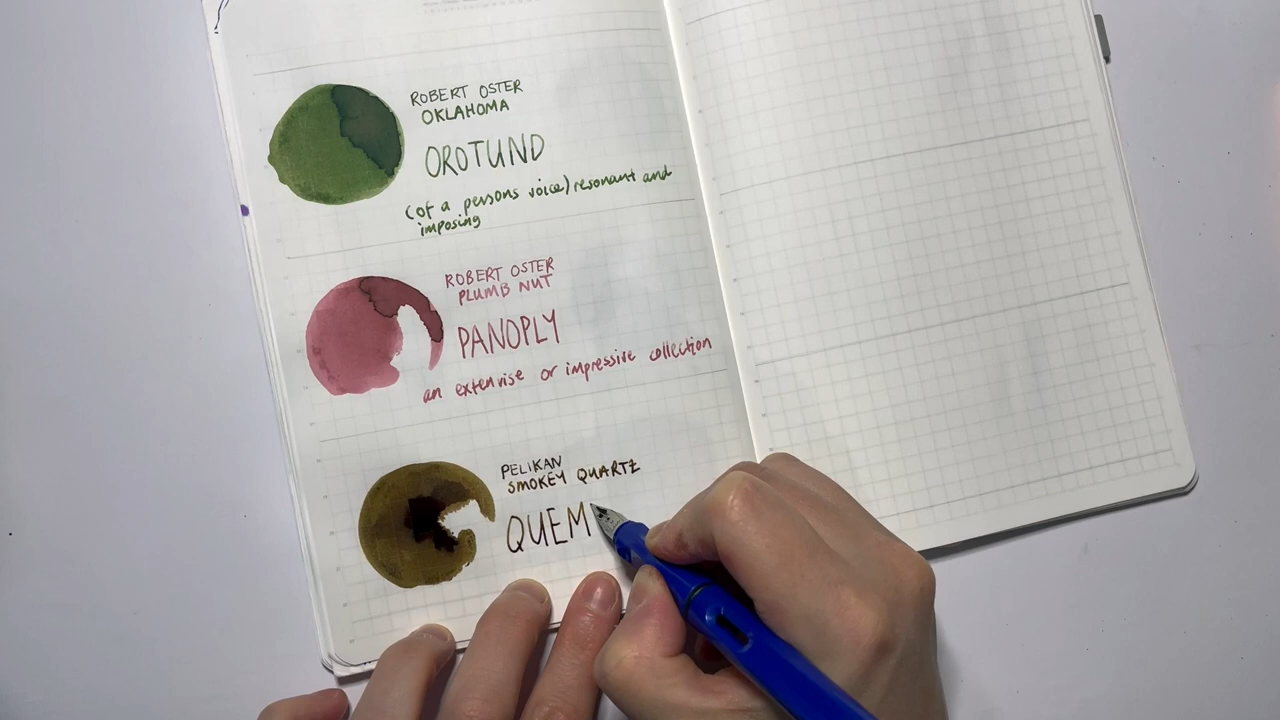 ROBERT OSTER
OKLAHOMA
OROTUND
(of a persons voice) resonant and
imposing
ROBERT OSTER
PLUMB NUT
PANOPLY
an extenvise or impressive collection
PELIKAN
SMOKEY QUARTZ
QUEM